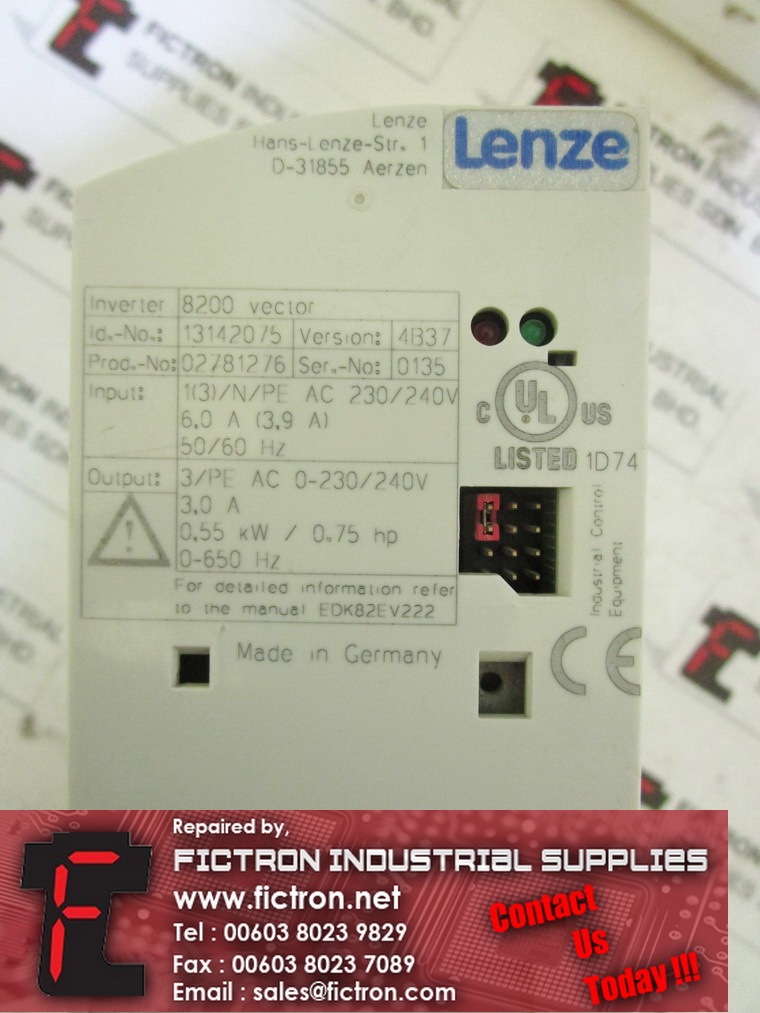 FICTRON INDUSTRIAL
SUPPLIES SDN. BHD.
Lenze
Hans-Lenze-Str. 1
D-31855 Aerzen
Lenze
Inverter 8200 vector
Id.-No.: 13142075 Version: 4B37
Prod.-No: 02781276 Ser.-No: 0135
Input: 1(3)/N/PE AC 230/240V
6.0 A (3.9 A)
50/60 Hz
Output: 3/PE AC 0-230/240V
3.0 A
0.55 kW / 0.75 hp
0-650 Hz
For detailed information refer
to the manual EDK82EV222
C UL US
LISTED 1D74
Industrial Control
Equipment
Made in Germany
CE
Repaired by,
FICTRON INDUSTRIAL SUPPLIES
www.fictron.net
Tel : 00603 8023 9829
Fax : 00603 8023 7089
Email : sales@fictron.com
Contact
Us
Today !!!